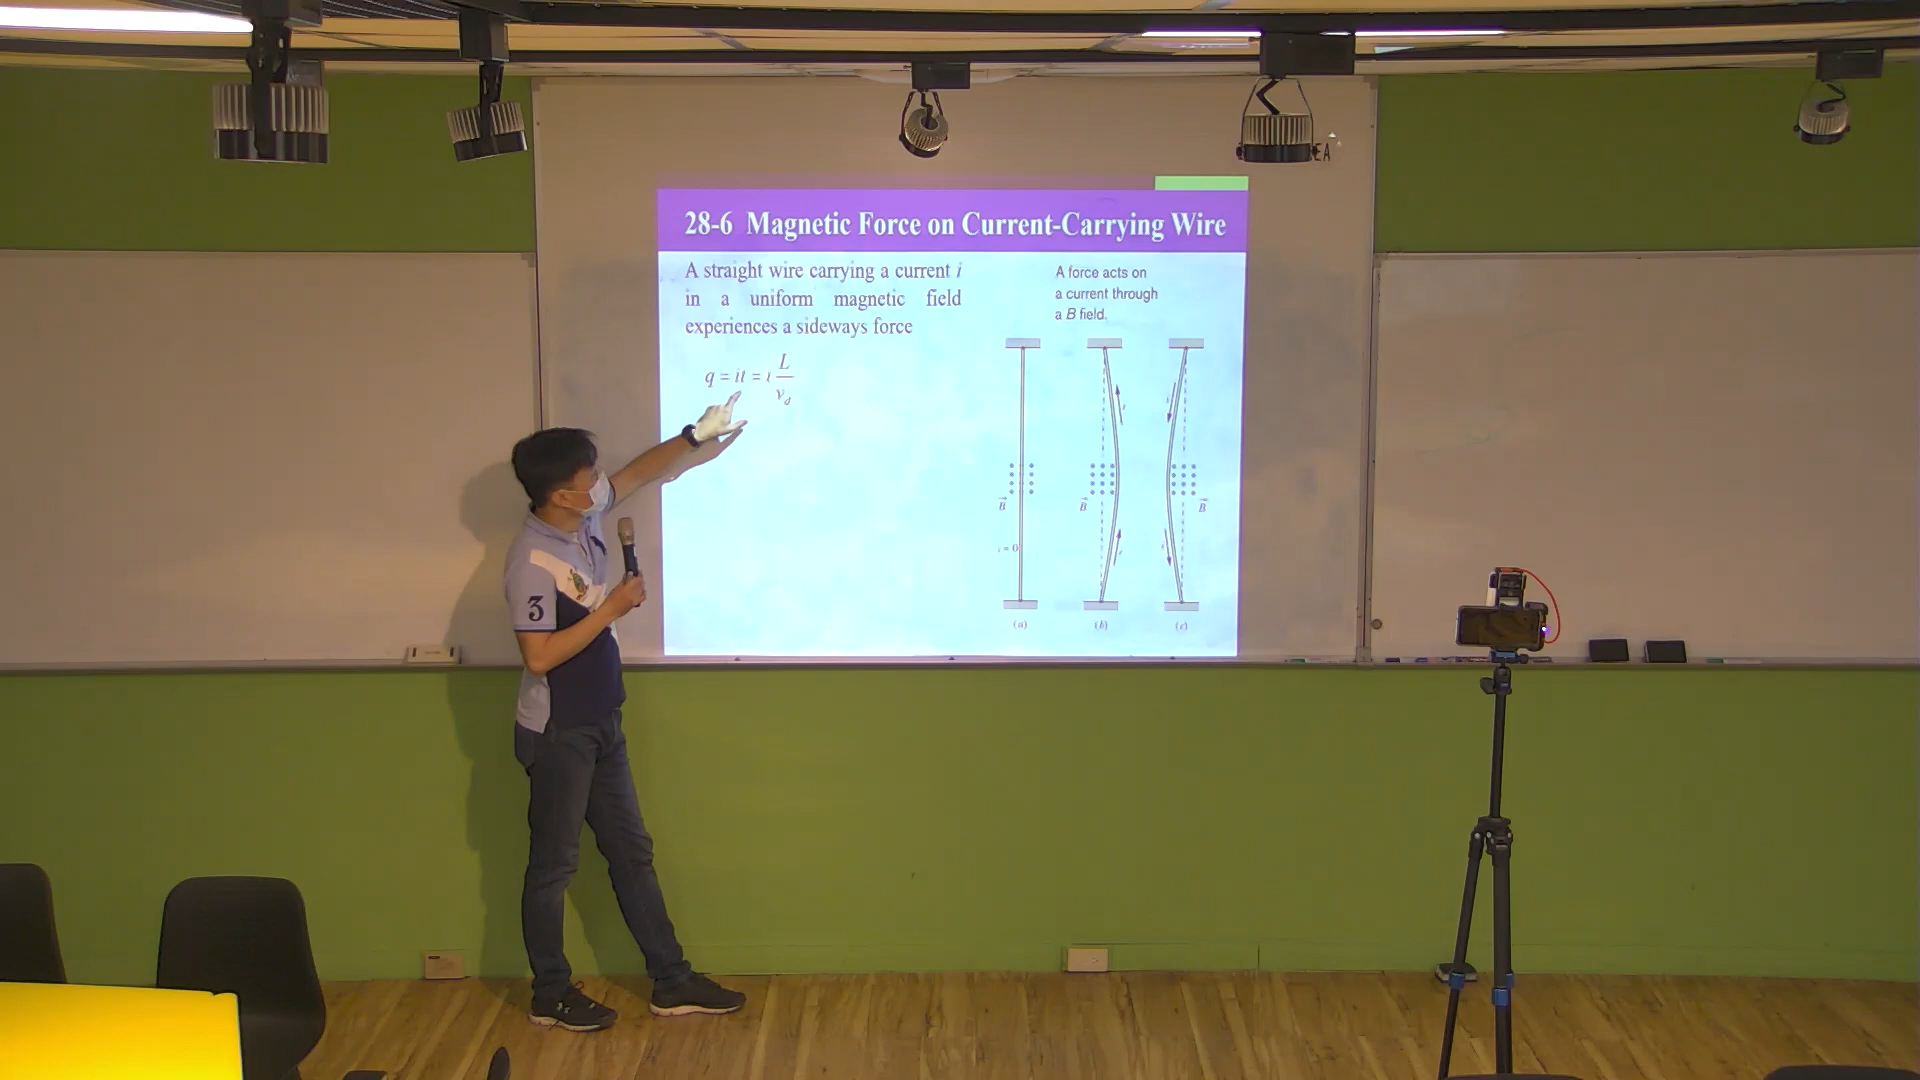 EA
28-6 Magnetic Force on Current-Carrying Wire
A straight wire carrying a current i
in a uniform magnetic field
experiences a sideways force
q = it = i L/v_d
A force acts on
a current through
a B field.
i
i
B
B
B
i = 0
i
i
(a) (b) (c)
3